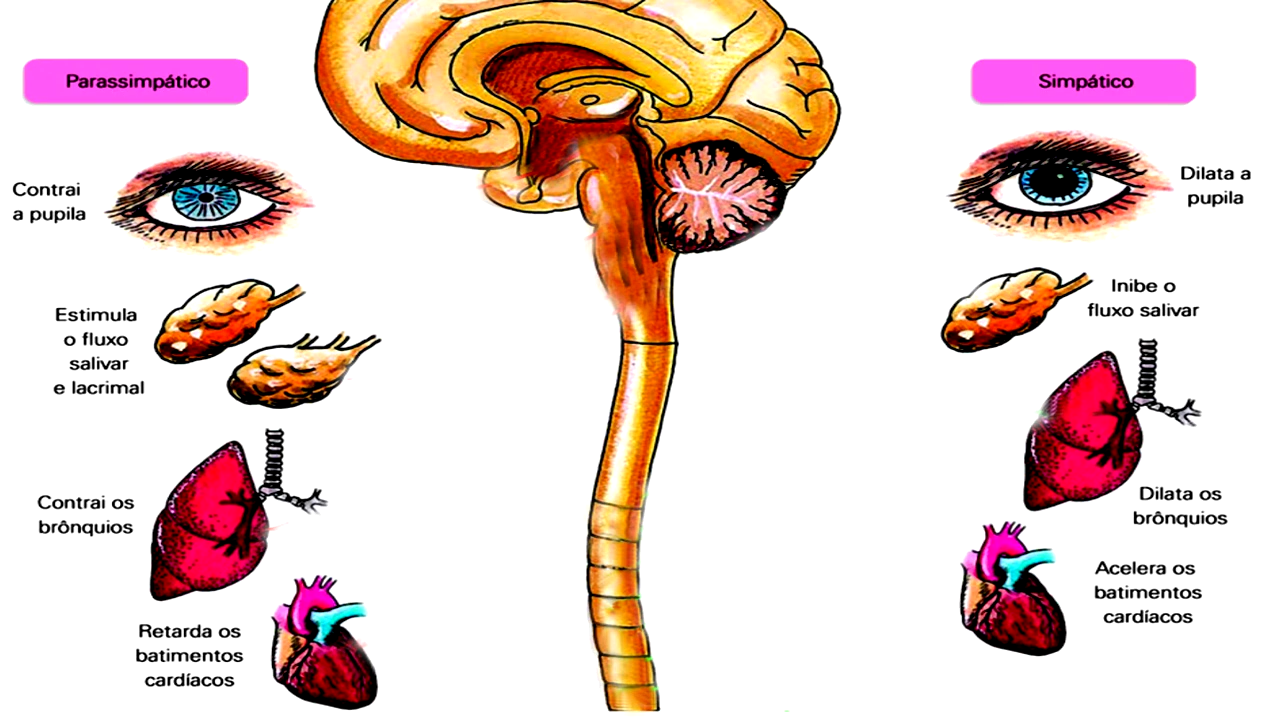 Parassimpático
Contrai
a pupila
Estimula
o fluxo
salivar
e lacrimal
Contrai os
brônquios
Retarda os
batimentos
cardíacos
Simpático
Dilata a
pupila
Inibe o
fluxo salivar
Dilata os
brônquios
Acelera os
batimentos
cardíacos